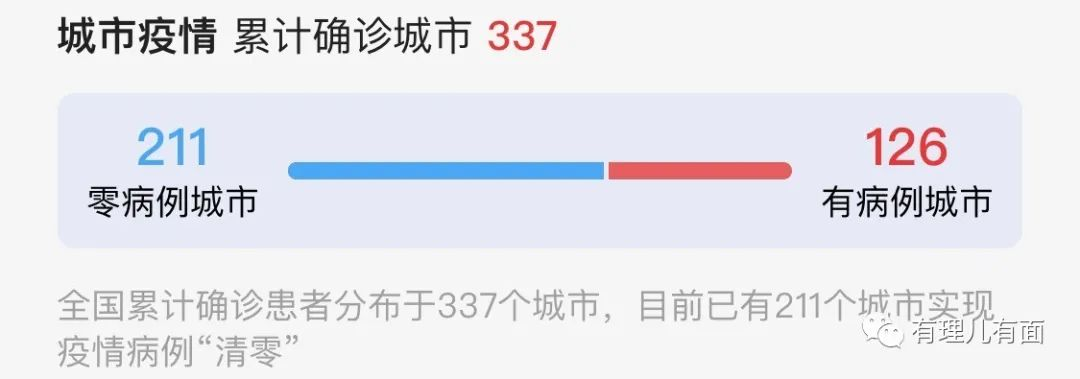 城市疫情 累计确诊城市 337
211
126
零病例城市
有病例城市
全国累计确诊患者分布于337个城市，目前已有211个城市实现
疫情病例“清零”
有理儿有面